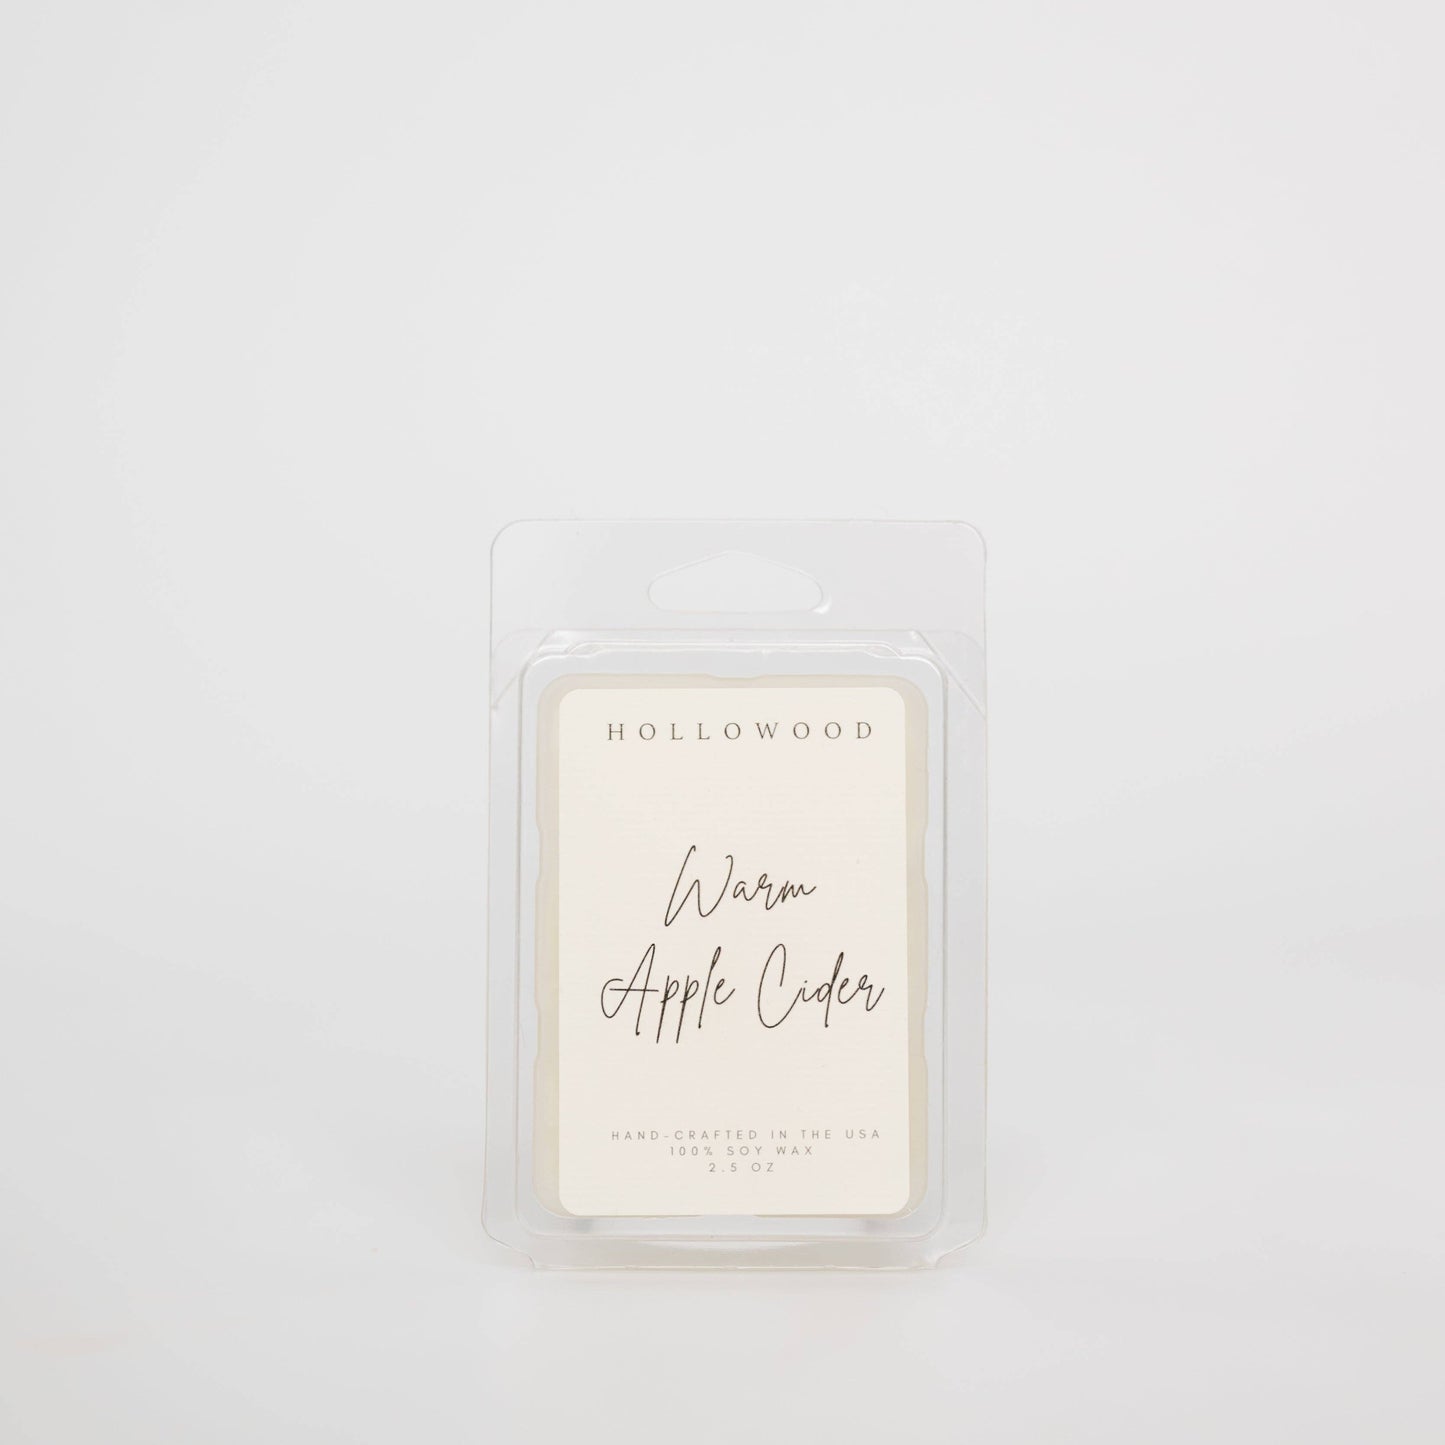 HOLLOWOOD
Warm
Apple Cider
HAND-CRAFTED IN THE USA
100% SOY WAX
2.5 OZ